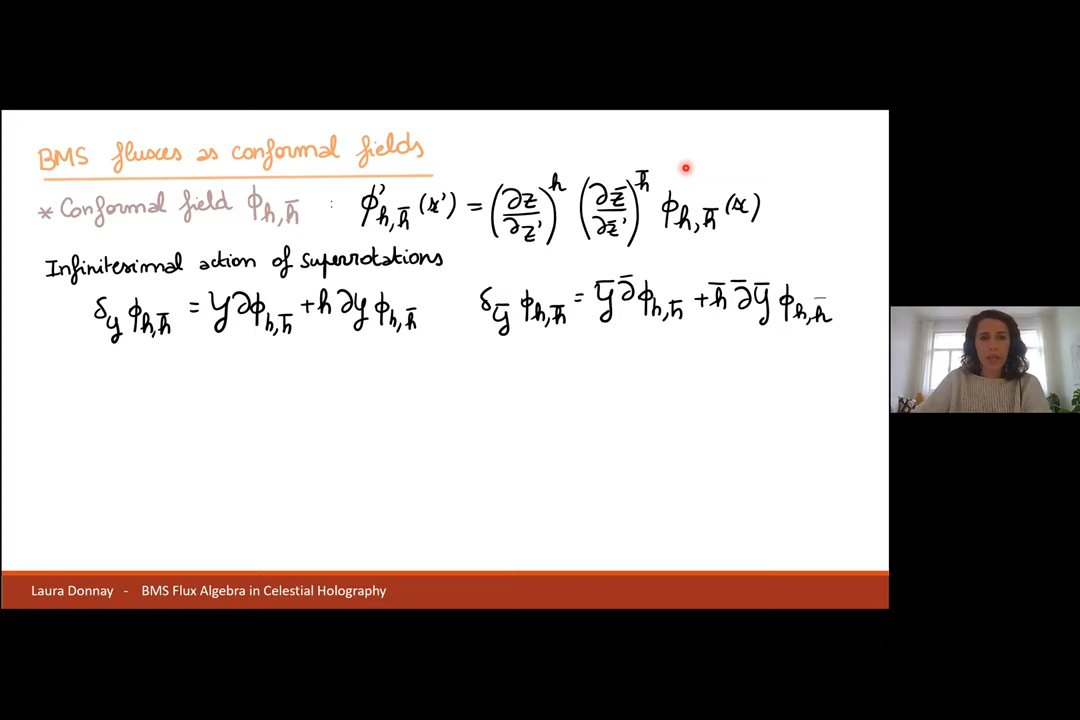 BMS fluxes as conformal fields
* Conformal field ϕ_{h,h̄} : ϕ'_{h,h̄}(x') = (∂z/∂z')^h (∂z̄/∂z̄')^h̄ ϕ_{h,h̄}(x)
Infinitesimal action of superrotations
δ_y ϕ_{h,h̄} = y∂ϕ_{h,h̄} + h∂y ϕ_{h,h̄} δ_ȳ ϕ_{h,h̄} = ȳ∂̄ϕ_{h,h̄} + h̄∂̄ȳ ϕ_{h,h̄}
Laura Donnay - BMS Flux Algebra in Celestial Holography